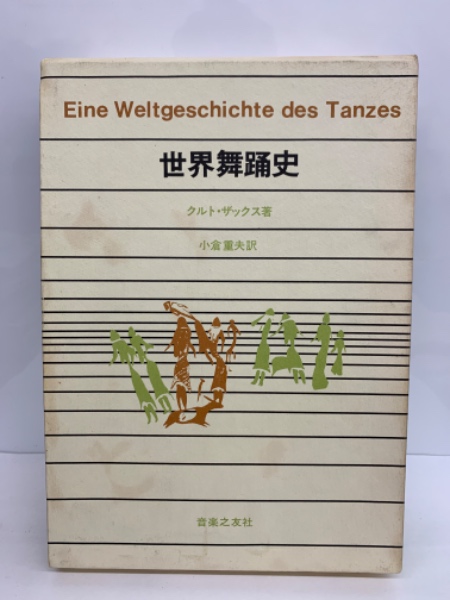 Eine Weltgeschichte des Tanzes
世界舞踊史
クルト・ザックス著
小倉重夫訳
音楽之友社